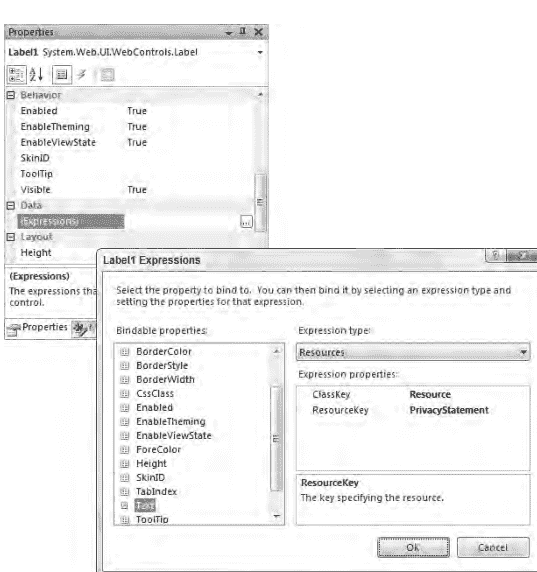 Properties
Label1 System.Web.UI.WebControls.Label
Behavior
Enabled True
EnableTheming True
EnableViewState True
SkinID
ToolTip
Visible True
Data
(Expressions)
Layout
Height
(Expressions)
The expressions tha
control.
Properties
Label1 Expressions
Select the property to bind to. You can then bind it by selecting an expression type and
setting the properties for that expression.
Bindable properties:
BorderColor
BorderStyle
BorderWidth
CssClass
Enabled
EnableTheming
EnableViewState
ForeColor
Height
SkinID
TabIndex
Text
ToolTip
Expression type:
Resources
Expression properties:
ClassKey Resource
ResourceKey PrivacyStatement
ResourceKey
The key specifying the resource.
Ok
Cancel